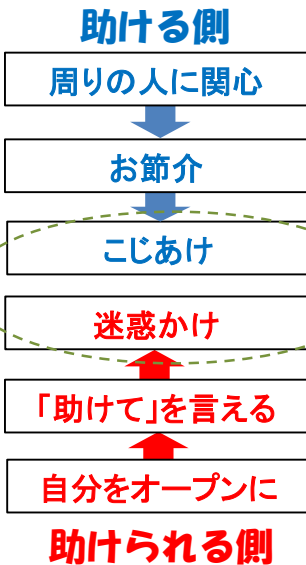 助ける側
周りの人に関心
お節介
こじあけ
迷惑かけ
「助けて」を言える
自分をオープンに
助けられる側